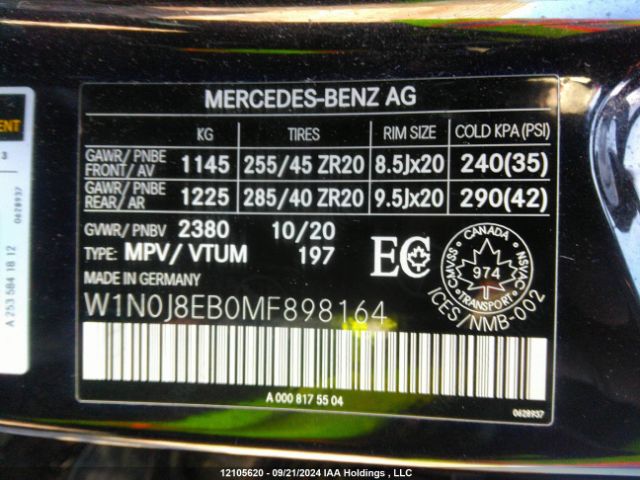 MERCEDES-BENZ AG
KG TIRES RIM SIZE COLD KPA (PSI)
GAWR/ PNBE FRONT/ AV 1145 255/45 ZR20 8.5Jx20 240(35)
GAWR/ PNBE REAR/ AR 1225 285/40 ZR20 9.5Jx20 290(42)
GVWR/ PNBV 2380 10/20
TYPE: MPV/ VTUM 197
MADE IN GERMANY
W1N0J8EB0MF898164
A 000 817 55 04
0628937
EC
CANADA
CMVSS NSVAC
974
TRANSPORT
ICES/NMB-002
ENT
3
0628937
A 253 584 18 12
12105620 - 09/21/2024 IAA Holdings , LLC